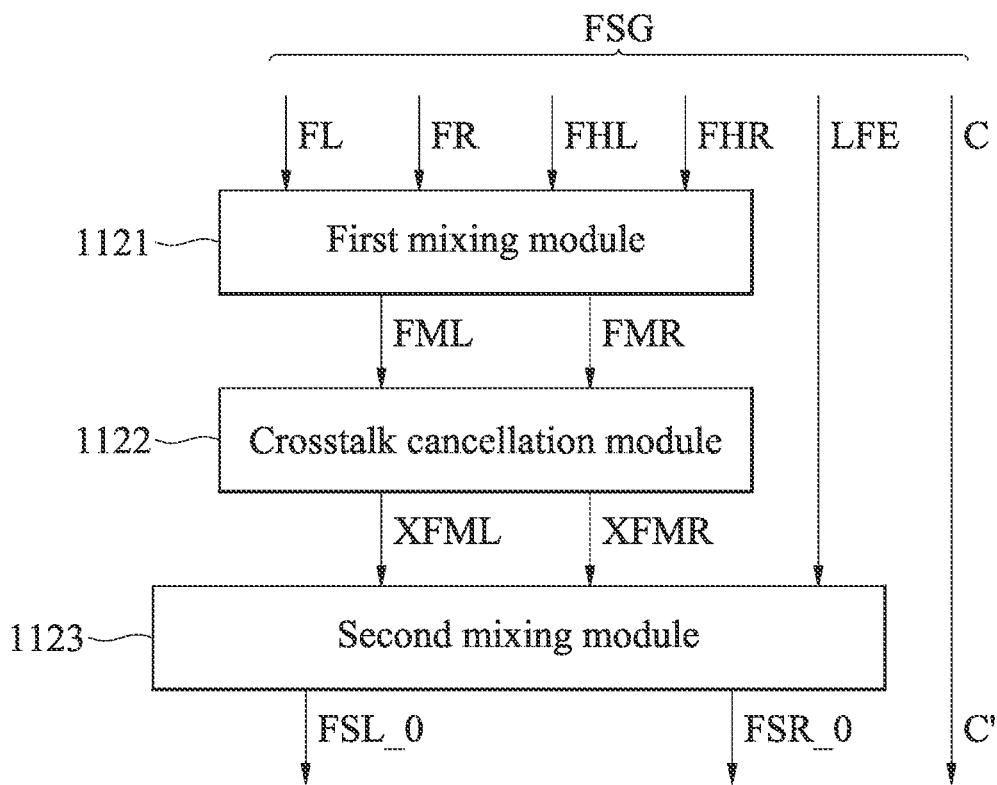 FSG
FL FR FHL FHR LFE C
1121 First mixing module
FML FMR
1122 Crosstalk cancellation module
XFML XFMR
1123 Second mixing module
FSL_0 FSR_0 C'